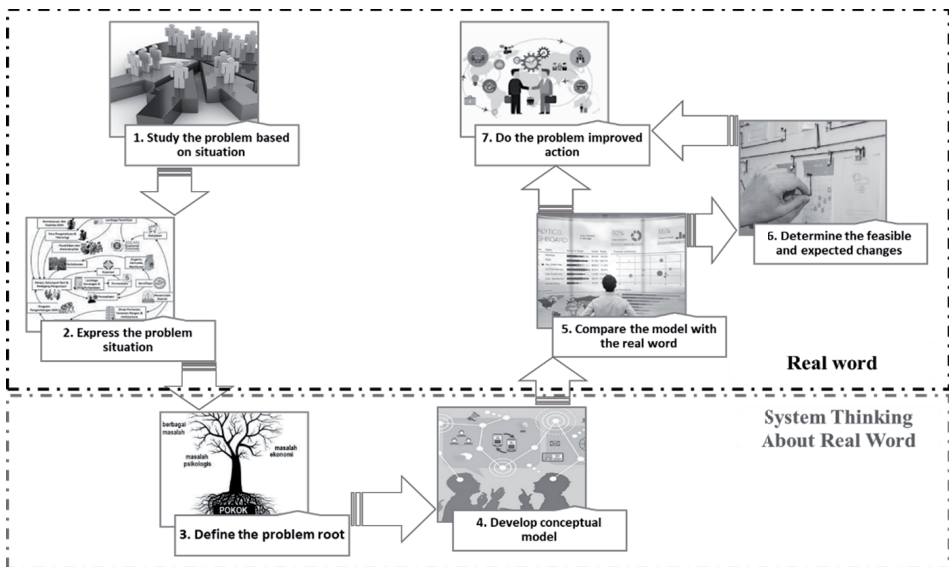 1. Study the problem based
on situation
2. Express the problem
situation
berbagai
masalah
masalah
psikologis
masalah
ekonomi
POKOK
3. Define the problem root
4. Develop conceptual
model
5. Compare the model with
the real word
6. Determine the feasible
and expected changes
7. Do the problem improved
action
Real word
System Thinking
About Real Word